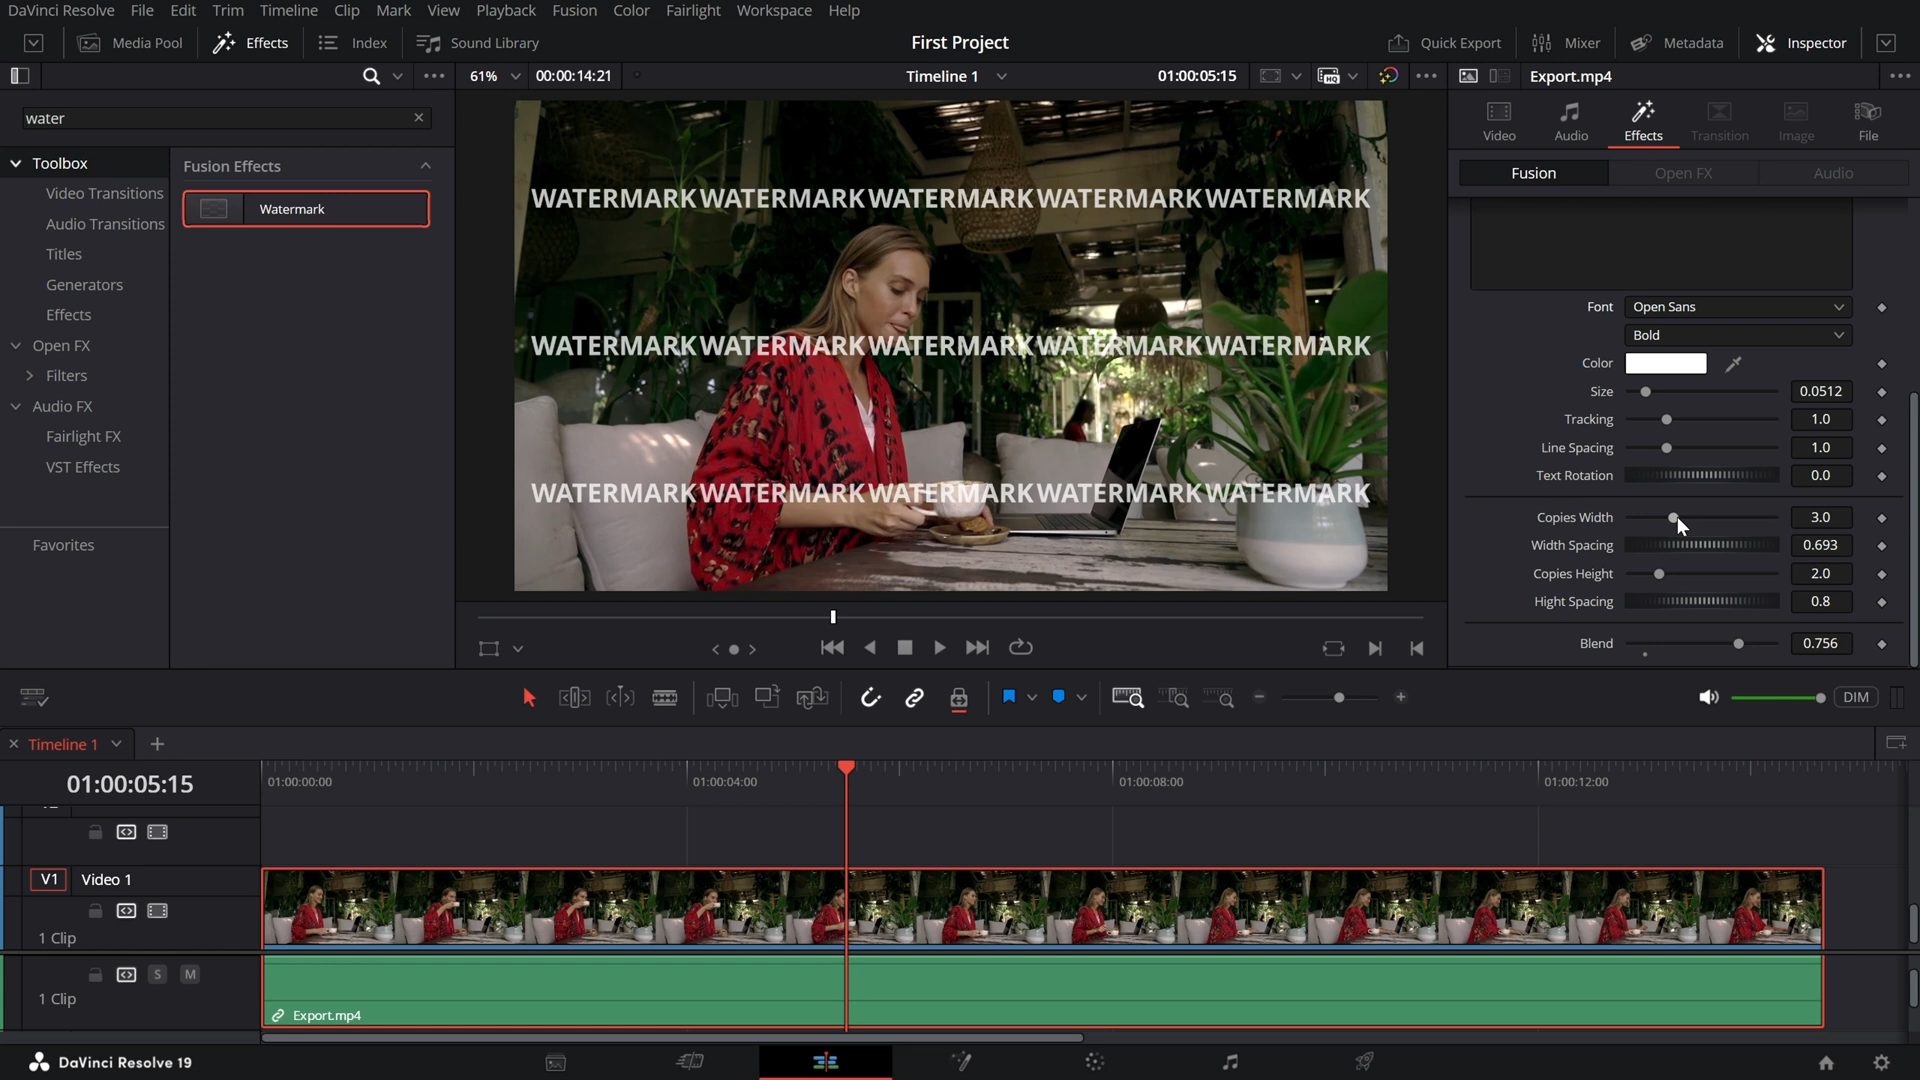 DaVinci Resolve File Edit Trim Timeline Clip Mark View Playback Fusion Color Fairlight Workspace Help
Media Pool Effects Index Sound Library First Project Quick Export Mixer Metadata Inspector
61% 00:00:14:21 Timeline 1 01:00:05:15 HQ Export.mp4
water
Video Audio Effects Transition Image File
Toolbox Fusion Effects
Fusion Open FX Audio
Video Transitions
Watermark
Audio Transitions
Titles
Generators
Effects
Open FX
Filters
Audio FX
Fairlight FX
VST Effects
Favorites
WATERMARK WATERMARK WATERMARK WATERMARK WATERMARK
WATERMARK WATERMARK WATERMARK WATERMARK WATERMARK
WATERMARK WATERMARK WATERMARK WATERMARK WATERMARK
Font Open Sans
Bold
Color
Size 0.0512
Tracking 1.0
Line Spacing 1.0
Text Rotation 0.0
Copies Width 3.0
Width Spacing 0.693
Copies Height 2.0
Hight Spacing 0.8
Blend 0.756
DIM
Timeline 1
01:00:05:15 01:00:00:00 01:00:04:00 01:00:08:00 01:00:12:00
V1 Video 1
1 Clip
S M
1 Clip
Export.mp4
DaVinci Resolve 19